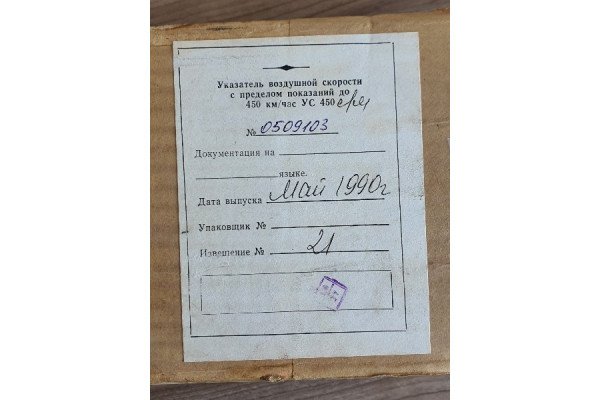 Указатель воздушной скорости
с пределом показаний до
450 км/час УС 450
№ 0509103
Документация на
языке.
Дата выпуска Май 1990г
Упаковщик №
Извещение № 21